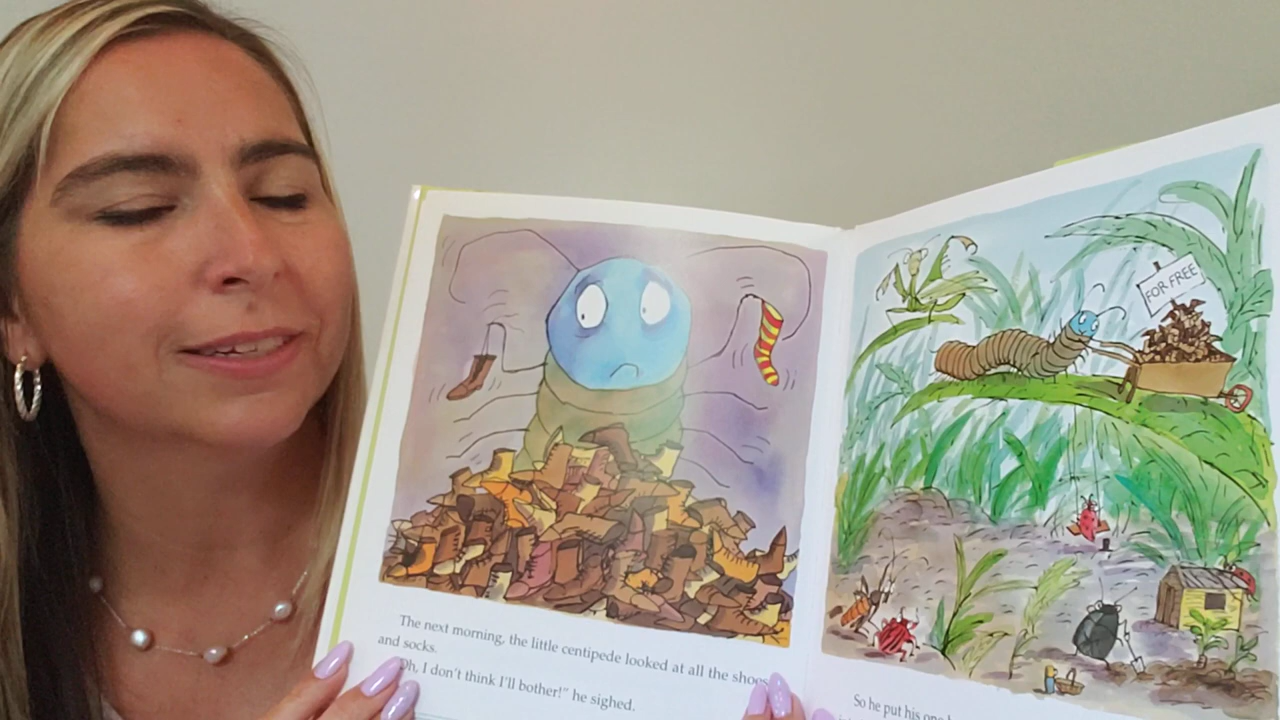 FOR FREE
The next morning, the little centipede looked at all the shoes
and socks.
"Oh, I don't think I'll bother!" he sighed.
So he put his one